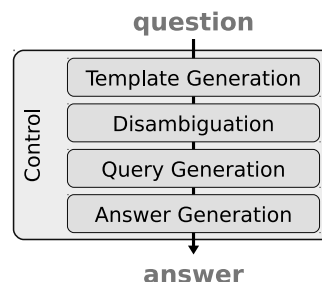 question
Control
Template Generation
Disambiguation
Query Generation
Answer Generation
answer